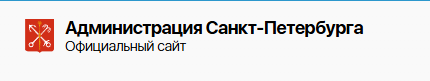 Администрация Санкт-Петербурга
Официальный сайт